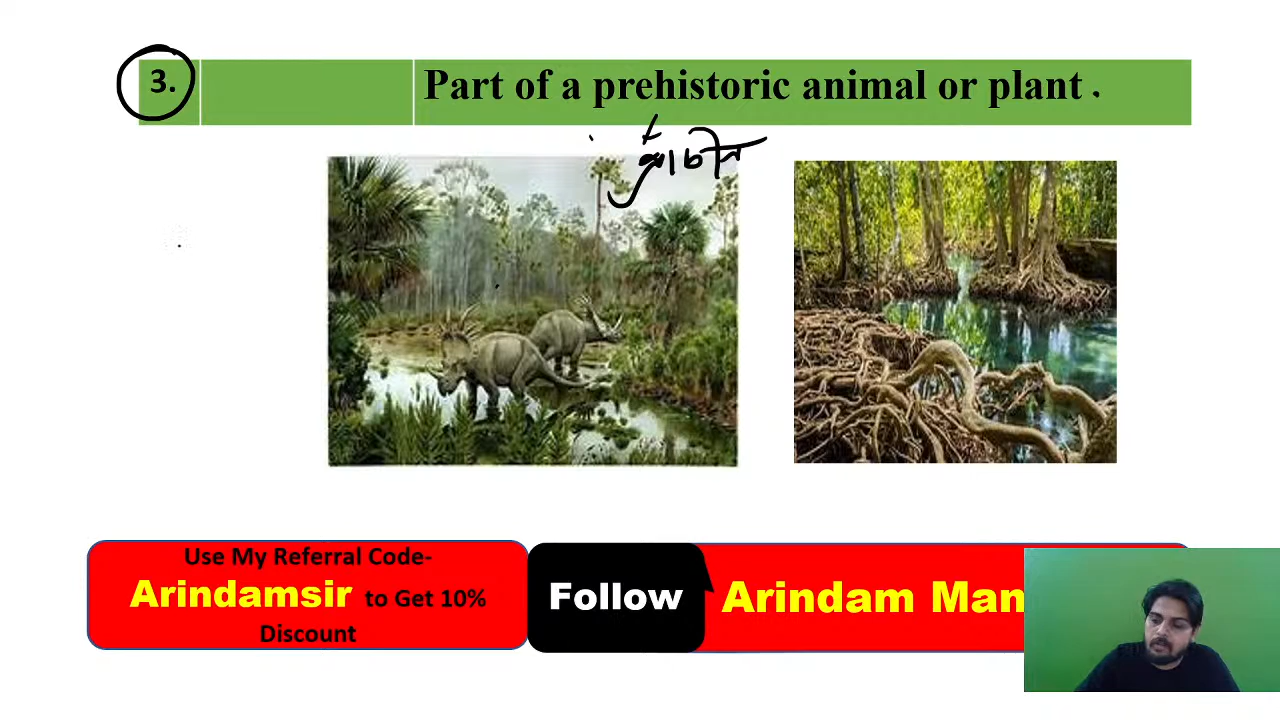 3. Part of a prehistoric animal or plant .
প্রাচীন
Use My Referral Code-
Arindamsir to Get 10%
Discount
Follow
Arindam Man